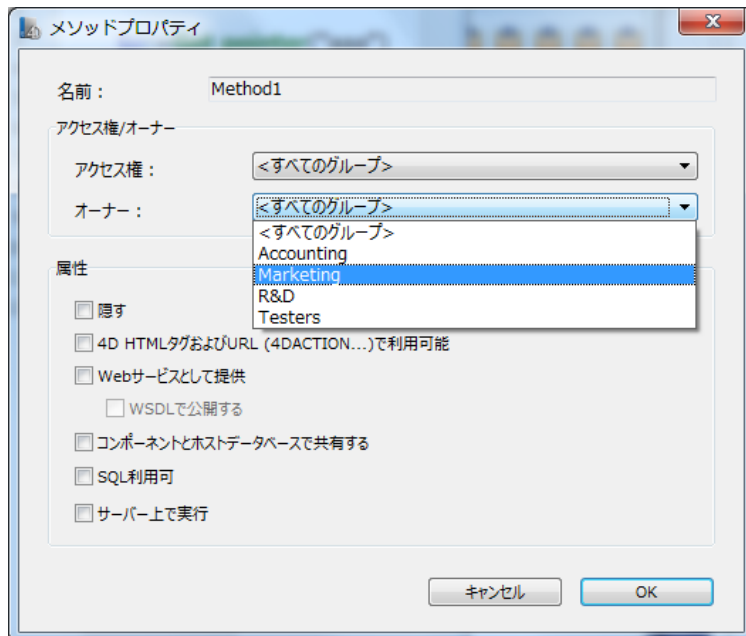 メソッドプロパティ
名前： Method1
アクセス権/オーナー
アクセス権： <すべてのグループ>
オーナー： <すべてのグループ>
<すべてのグループ>
Accounting
Marketing
R&D
Testers
属性
隠す
4D HTMLタグおよびURL (4DACTION...)で利用可能
Webサービスとして提供
WSDLで公開する
コンポーネントとホストデータベースで共有する
SQL利用可
サーバー上で実行
キャンセル OK